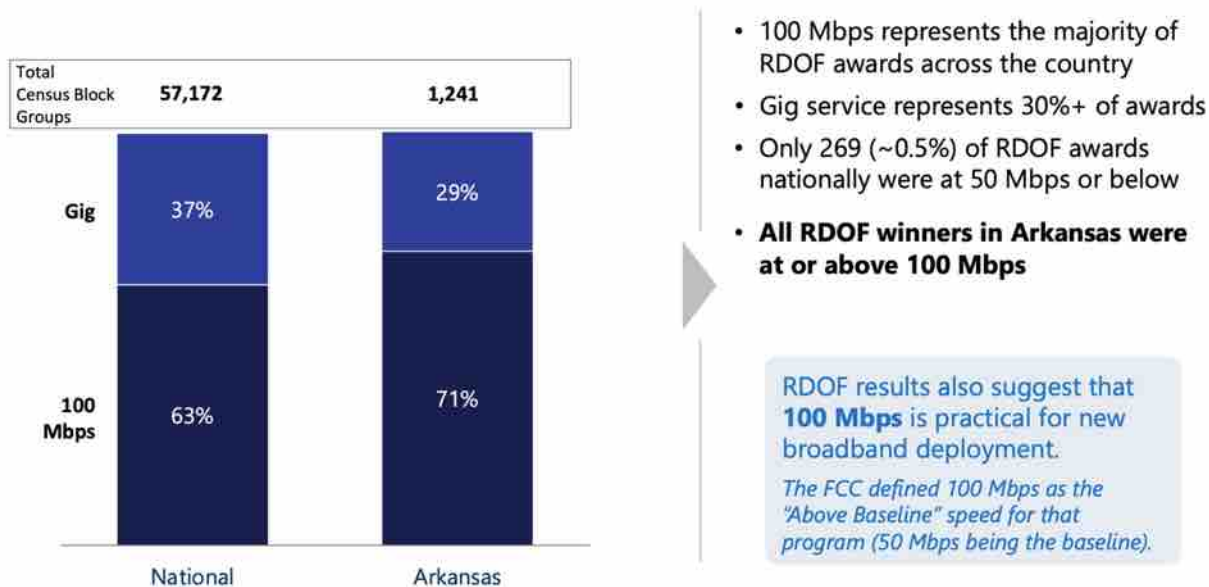 Total
Census Block
Groups
57,172
1,241
Gig
37%
29%
100
Mbps
63%
71%
National
Arkansas
• 100 Mbps represents the majority of
RDOF awards across the country
• Gig service represents 30%+ of awards
• Only 269 (~0.5%) of RDOF awards
nationally were at 50 Mbps or below
• All RDOF winners in Arkansas were
at or above 100 Mbps
RDOF results also suggest that
100 Mbps is practical for new
broadband deployment.
The FCC defined 100 Mbps as the
"Above Baseline" speed for that
program (50 Mbps being the baseline).